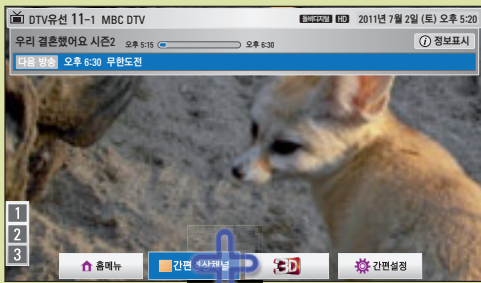 DTV유선 11-1 MBC DTV 돌비디지털 HD 2011년 7월 2일 (토) 오후 5:20
우리 결혼했어요 시즌2 오후 5:15 오후 6:30 i 정보표시
다음 방송 오후 6:30 무한도전
1
2
3
홈메뉴 간편 3D 간편설정